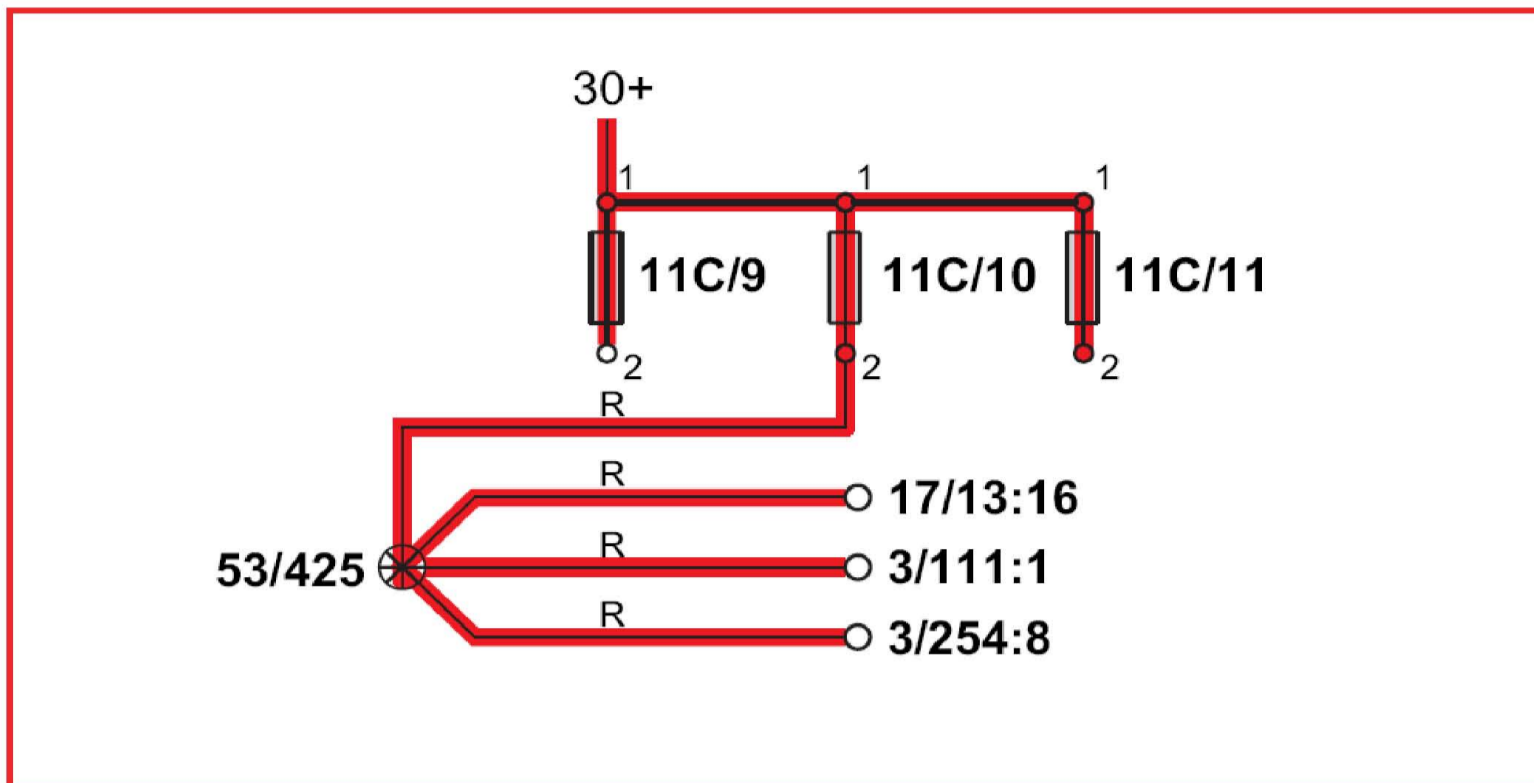 30+
1 1 1
11C/9 11C/10 11C/11
2 2 2
R
R 17/13:16
53/425 R 3/111:1
R 3/254:8